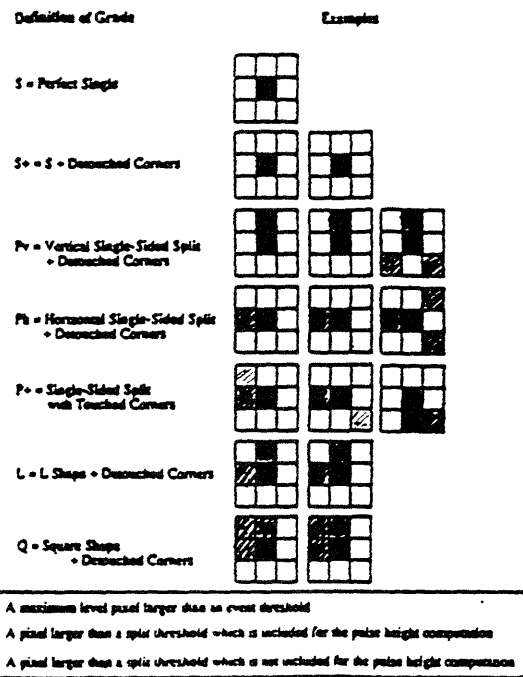 Definition of Grade
Examples
S = Perfect Single
S+ = S + Detouched Corners
Pv = Vertical Single-Sided Split
+ Detouched Corners
Ph = Horizontal Single-Sided Split
+ Detouched Corners
P+ = Single-Sided Split
with Touched Corners
L = L Shape + Detouched Corners
Q = Square Shape
+ Detouched Corners
A maximum level pixel larger than an event threshold
A pixel larger than a split threshold which is included for the pulse height computation
A pixel larger than a split threshold which is not included for the pulse height computation